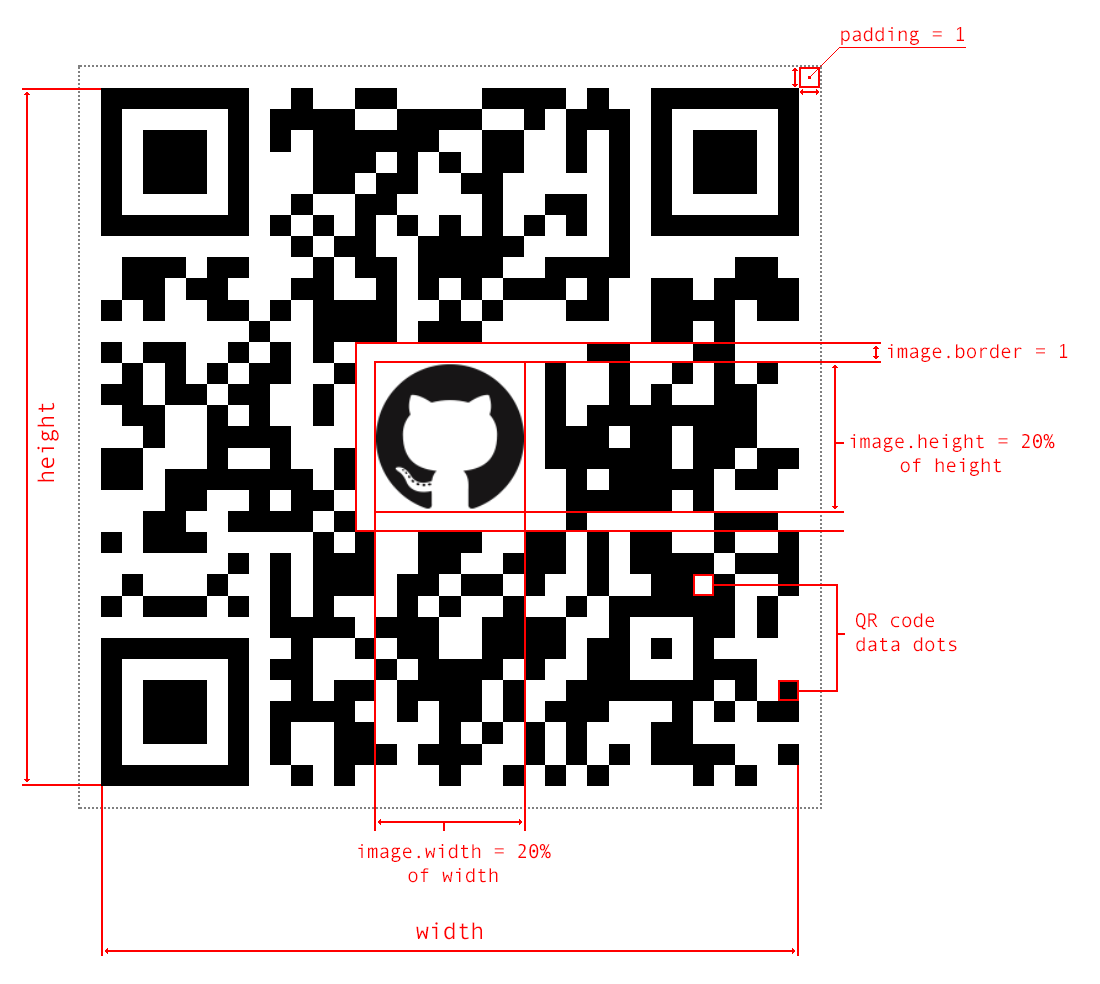 padding = 1
image.border = 1
height
image.height = 20%
of height
QR code
data dots
image.width = 20%
of width
width